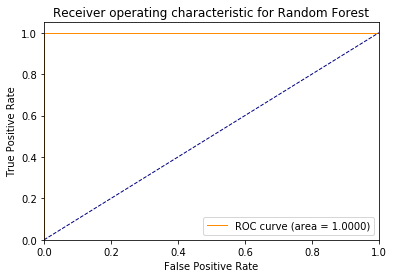 Receiver operating characteristic for Random Forest
1.0
0.8
0.6
0.4
0.2
0.0
True Positive Rate
ROC curve (area = 1.0000)
0.0 0.2 0.4 0.6 0.8 1.0
False Positive Rate